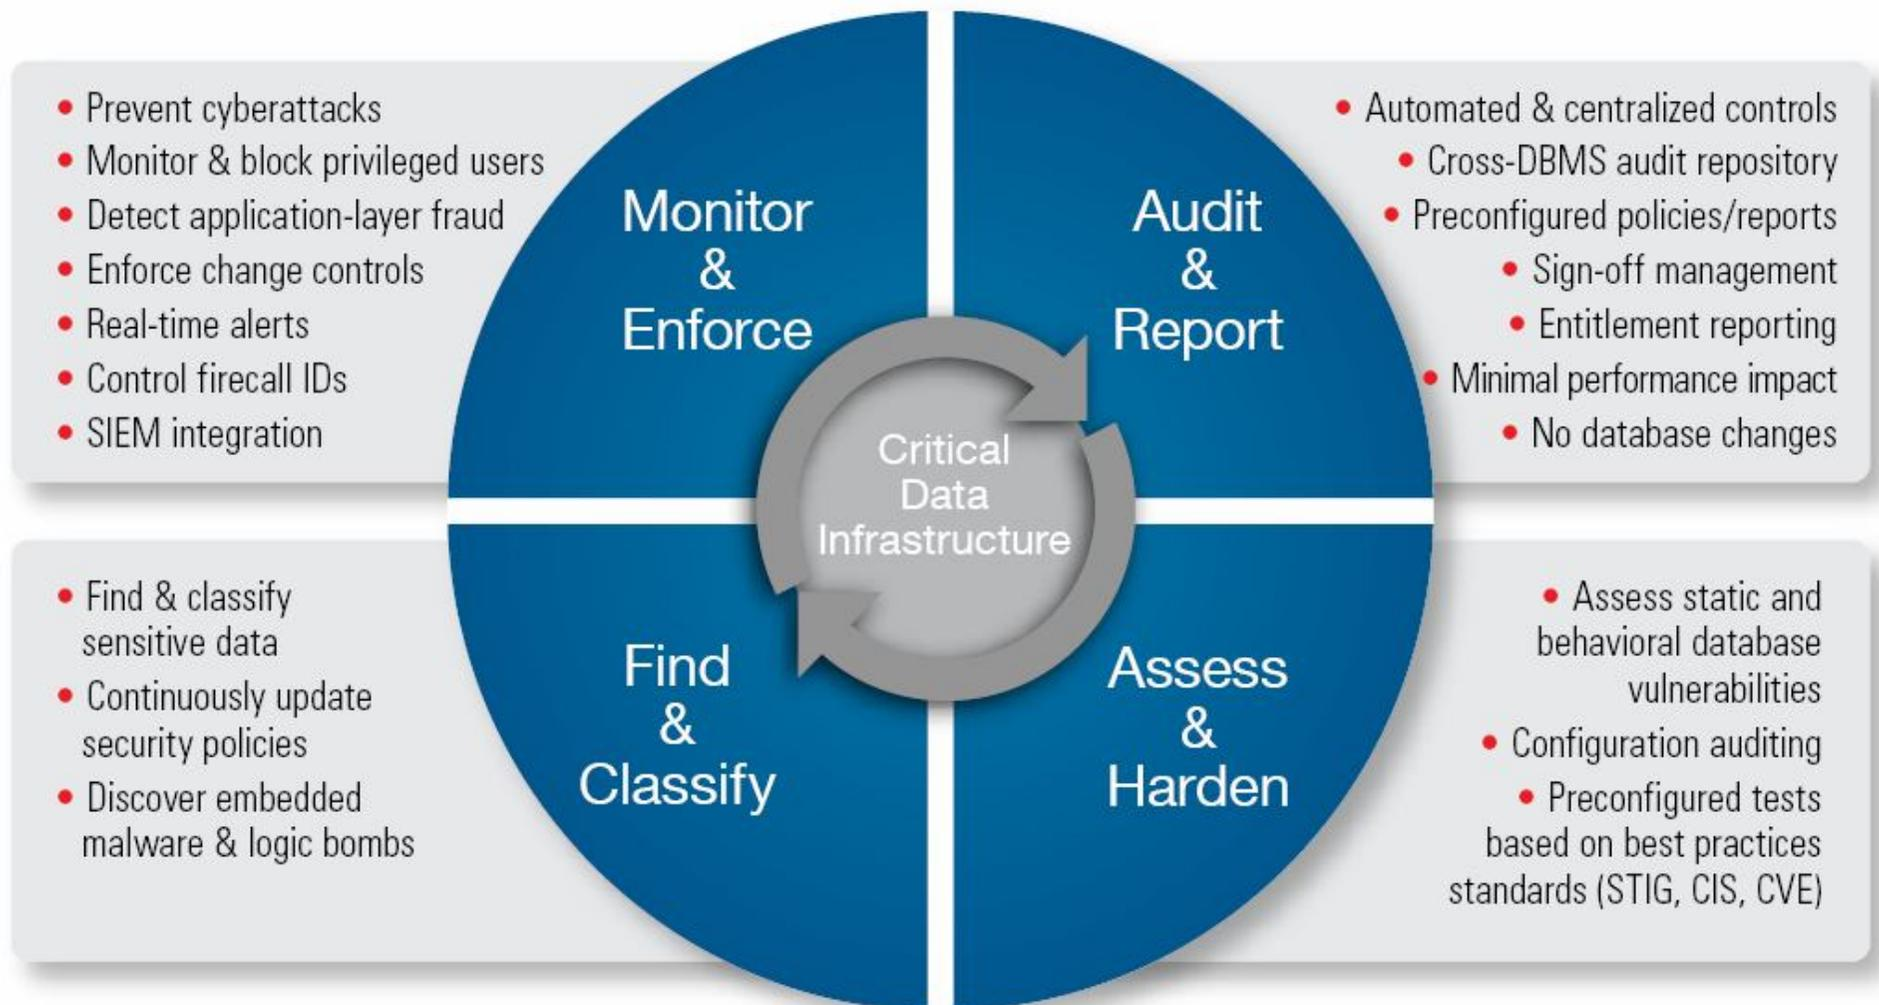 • Prevent cyberattacks
• Monitor & block privileged users
• Detect application-layer fraud
• Enforce change controls
• Real-time alerts
• Control firecall IDs
• SIEM integration
Monitor
&
Enforce
Audit
&
Report
• Automated & centralized controls
• Cross-DBMS audit repository
• Preconfigured policies/reports
• Sign-off management
• Entitlement reporting
• Minimal performance impact
• No database changes
Critical
Data
Infrastructure
• Find & classify
sensitive data
• Continuously update
security policies
• Discover embedded
malware & logic bombs
Find
&
Classify
Assess
&
Harden
• Assess static and
behavioral database
vulnerabilities
• Configuration auditing
• Preconfigured tests
based on best practices
standards (STIG, CIS, CVE)